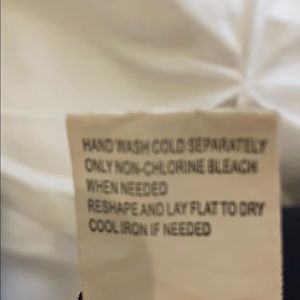 HAND WASH COLD SEPARATELY
ONLY NON-CHLORINE BLEACH
WHEN NEEDED
RESHAPE AND LAY FLAT TO DRY
COOL IRON IF NEEDED